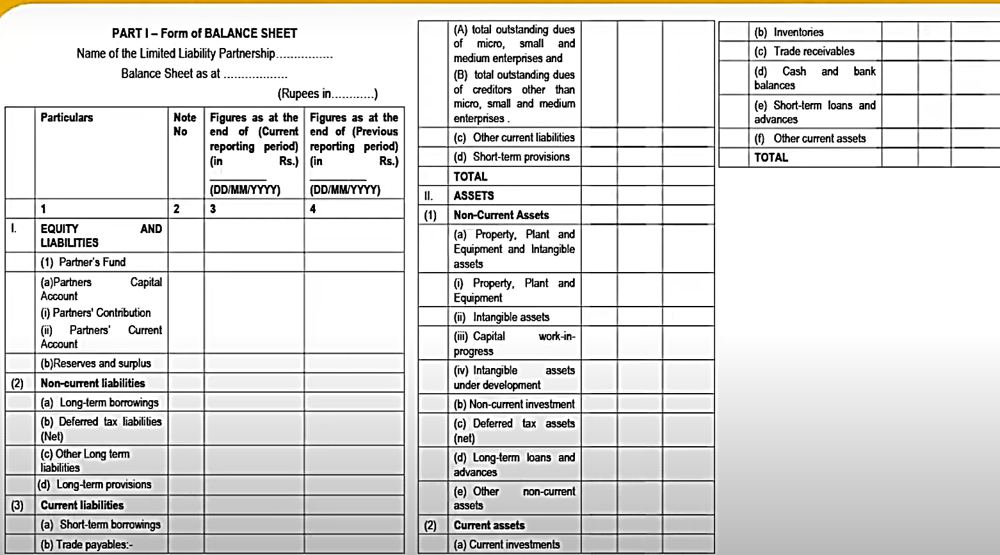 PART I – Form of BALANCE SHEET
Name of the Limited Liability Partnership................
Balance Sheet as at ..................
(Rupees in............)
Particulars
Note
No
Figures as at the
end of (Current
reporting period)
(in Rs.)
__________
(DD/MM/YYYY)
Figures as at the
end of (Previous
reporting period)
(in Rs.)
__________
(DD/MM/YYYY)
1 2 3 4
I. EQUITY AND
LIABILITIES
(1) Partner's Fund
(a)Partners Capital
Account
(i) Partners' Contribution
(ii) Partners' Current
Account
(b)Reserves and surplus
(2) Non-current liabilities
(a) Long-term borrowings
(b) Deferred tax liabilities
(Net)
(c) Other Long term
liabilities
(d) Long-term provisions
(3) Current liabilities
(a) Short-term borrowings
(b) Trade payables:-
(A) total outstanding dues
of micro, small and
medium enterprises and
(B) total outstanding dues
of creditors other than
micro, small and medium
enterprises .
(c) Other current liabilities
(d) Short-term provisions
TOTAL
II. ASSETS
(1) Non-Current Assets
(a) Property, Plant and
Equipment and Intangible
assets
(i) Property, Plant and
Equipment
(ii) Intangible assets
(iii) Capital work-in-
progress
(iv) Intangible assets
under development
(b) Non-current investment
(c) Deferred tax assets
(net)
(d) Long-term loans and
advances
(e) Other non-current
assets
(2) Current assets
(a) Current investments
(b) Inventories
(c) Trade receivables
(d) Cash and bank
balances
(e) Short-term loans and
advances
(f) Other current assets
TOTAL